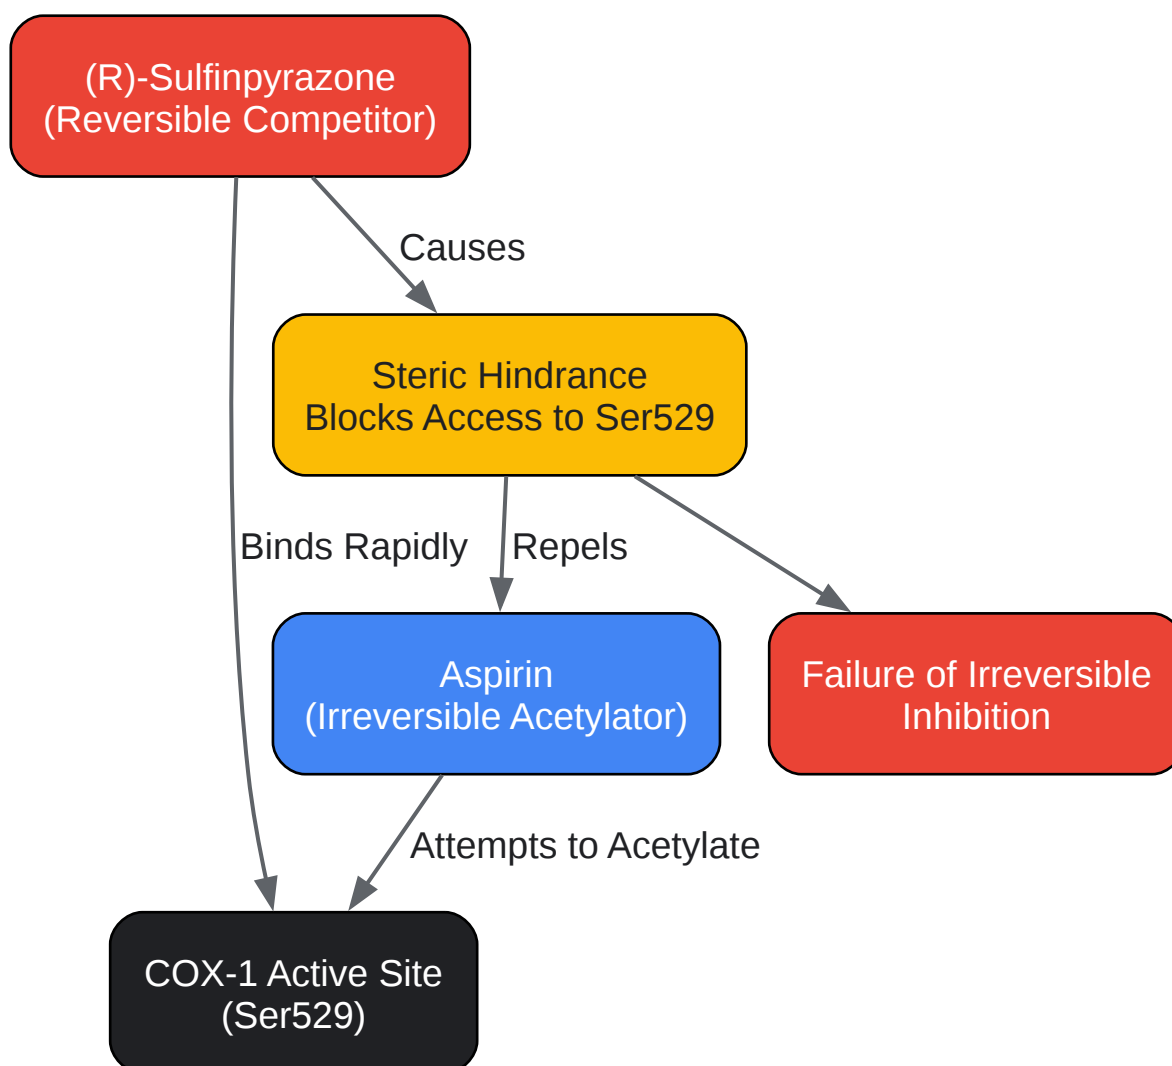 (R)-Sulfinpyrazone
(Reversible Competitor)
Causes
Steric Hindrance
Blocks Access to Ser529
Binds Rapidly
Repels
Aspirin
(Irreversible Acetylator)
Failure of Irreversible
Inhibition
Attempts to Acetylate
COX-1 Active Site
(Ser529)